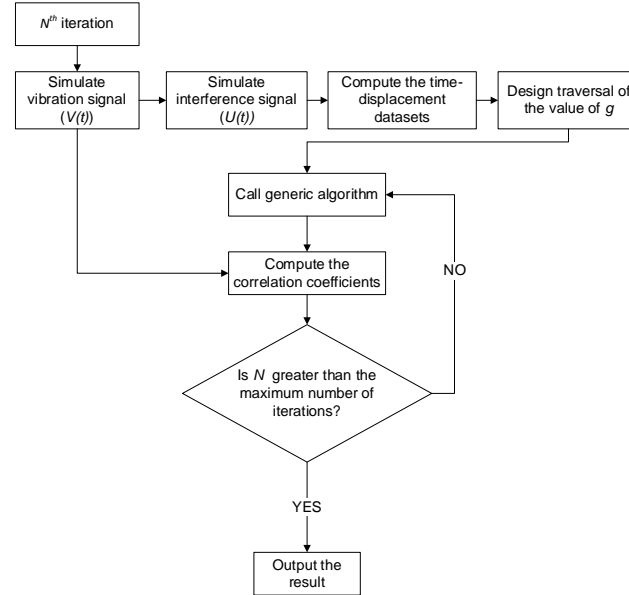 Nth iteration
Simulate
vibration signal
(V(t))
Simulate
interference signal
(U(t))
Compute the time-
displacement
datasets
Design traversal of
the value of g
Call generic algorithm
Compute the
correlation coefficients
NO
Is N greater than the
maximum number of
iterations?
YES
Output the
result